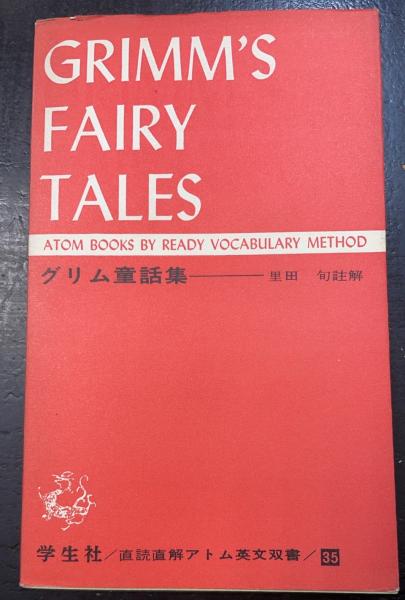 GRIMM'S
FAIRY
TALES
ATOM BOOKS BY READY VOCABULARY METHOD
グリム童話集———里田 旬註解
学生社/直読直解アトム英文双書/35